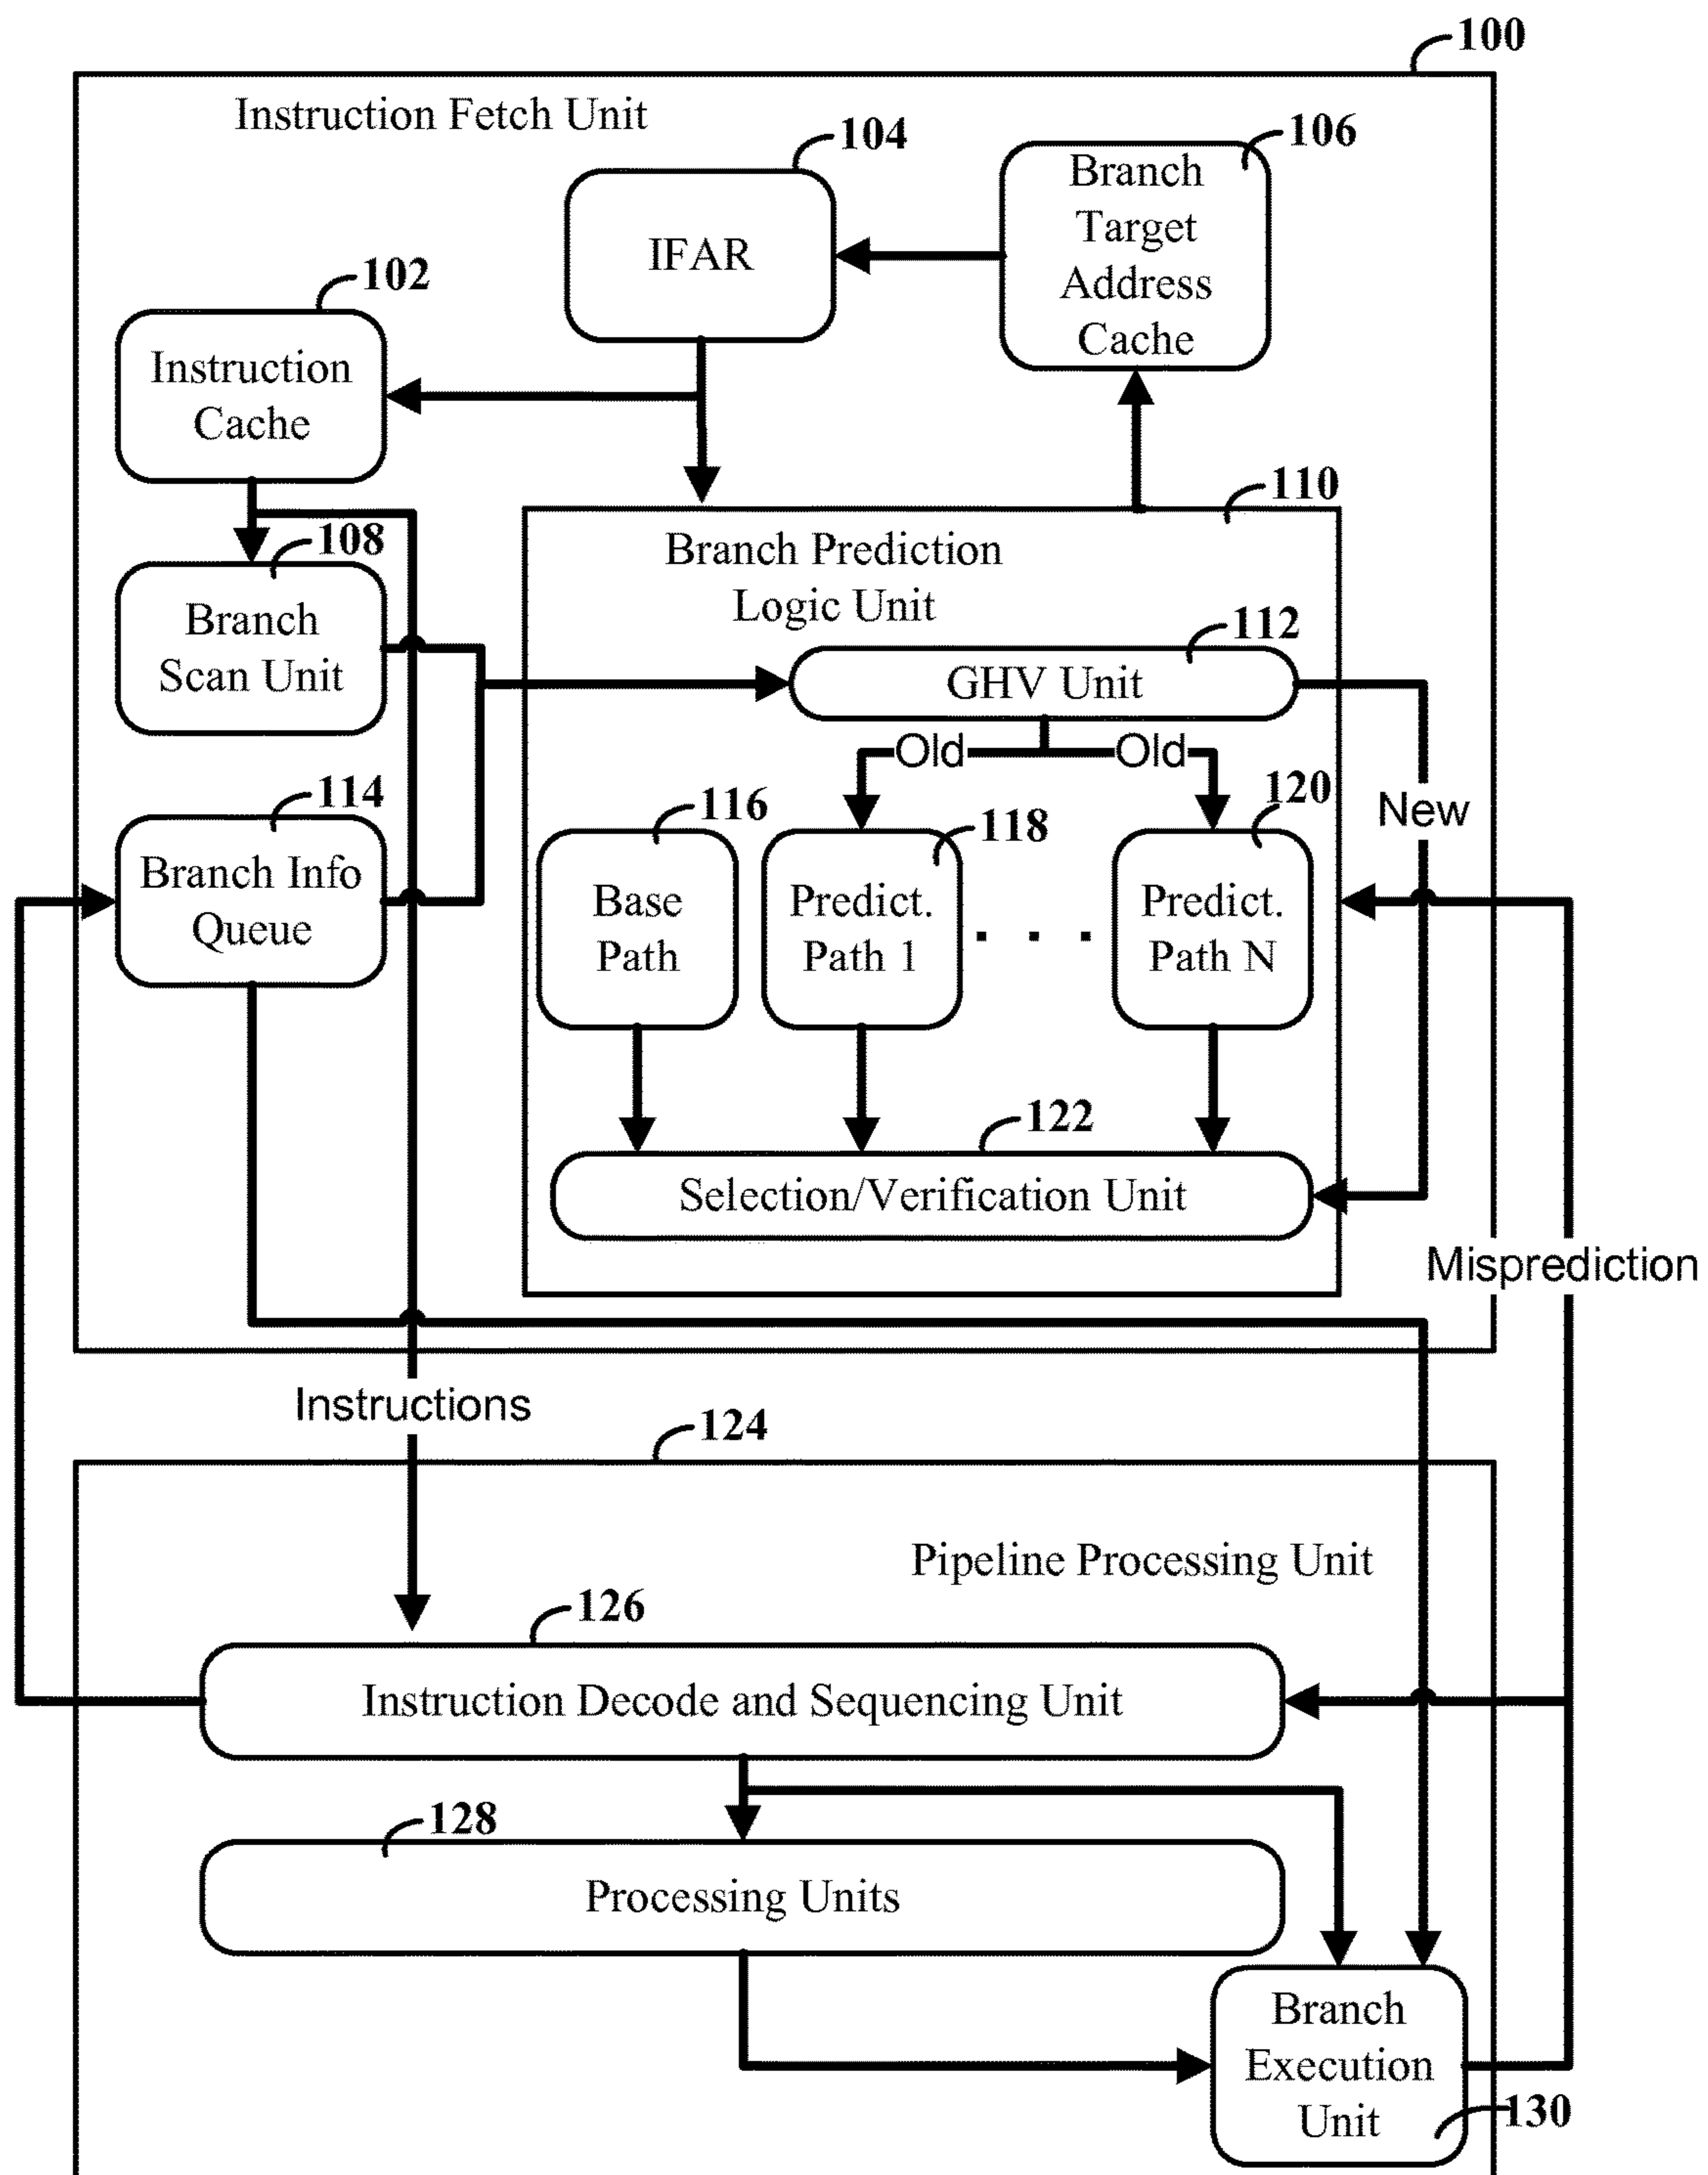 100
Instruction Fetch Unit
104
106
IFAR
Branch
Target
Address
Cache
102
Instruction
Cache
110
108
Branch Prediction
Logic Unit
Branch
Scan Unit
112
GHV Unit
Old
Old
114
116
118
120
New
Branch Info
Queue
Base
Path
Predict.
Path 1
. . .
Predict.
Path N
122
Selection/Verification Unit
Misprediction
Instructions
124
Pipeline Processing Unit
126
Instruction Decode and Sequencing Unit
128
Processing Units
Branch
Execution
Unit
130